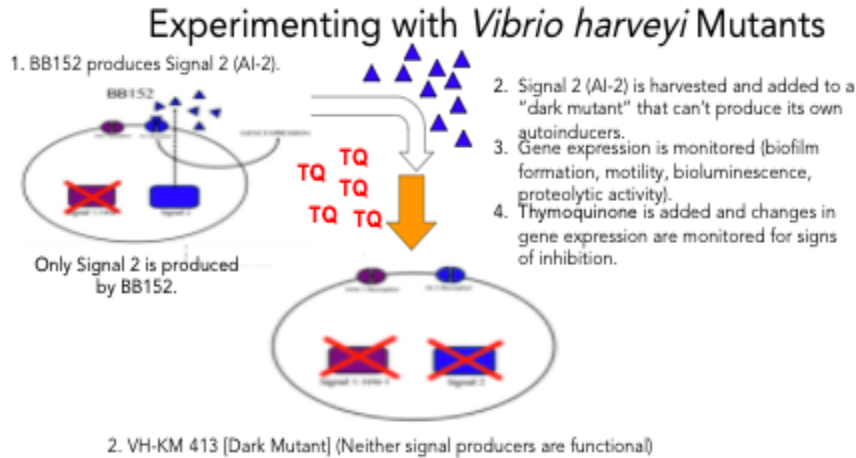 Experimenting with Vibrio harveyi Mutants
1. BB152 produces Signal 2 (AI-2).
BB152
Only Signal 2 is produced
by BB152.
TQ
TQ
TQ
TQ
TQ
2. Signal 2 (AI-2) is harvested and added to a
"dark mutant" that can't produce its own
autoinducers.
3. Gene expression is monitored (biofilm
formation, motility, bioluminescence,
proteolytic activity).
4. Thymoquinone is added and changes in
gene expression are monitored for signs
of inhibition.
Signal 2
2. VH-KM 413 [Dark Mutant] (Neither signal producers are functional)